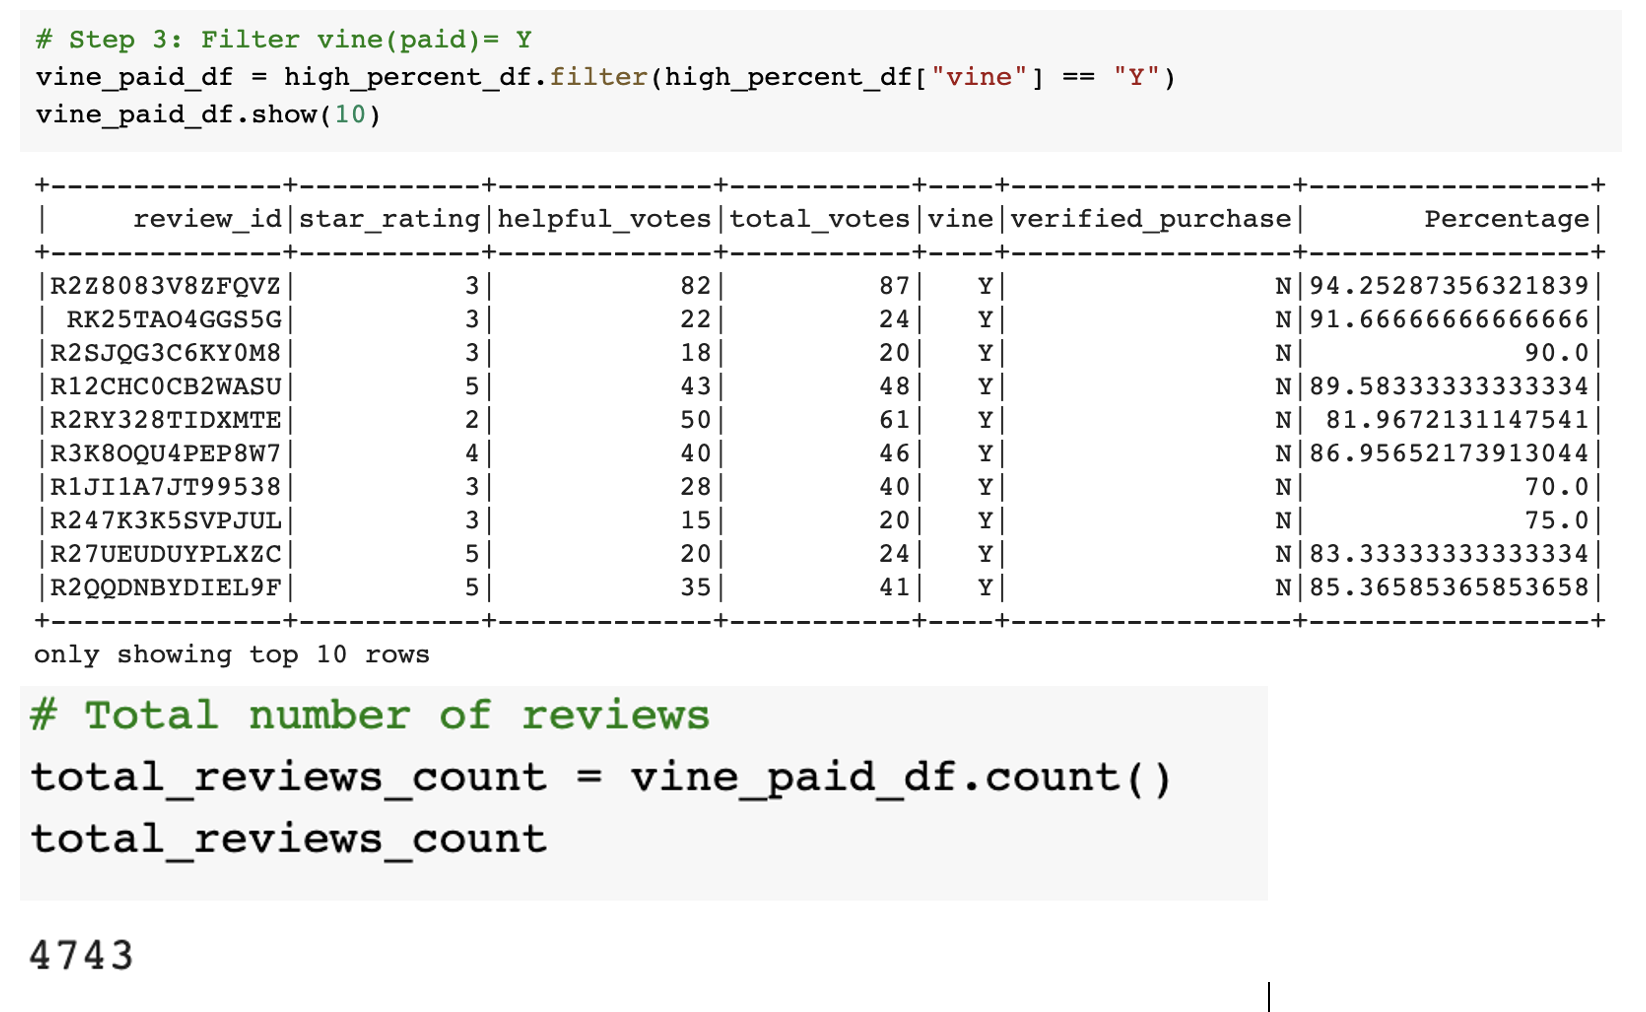 # Step 3: Filter vine(paid)= Y
vine_paid_df = high_percent_df.filter(high_percent_df["vine"] == "Y")
vine_paid_df.show(10)
+--------------+-----------+-------------+-----------+----+-----------------+-----------------+
|     review_id|star_rating|helpful_votes|total_votes|vine|verified_purchase|       Percentage|
+--------------+-----------+-------------+-----------+----+-----------------+-----------------+
|R2Z8083V8ZFQVZ|          3|           82|         87|   Y|                N|94.25287356321839|
| RK25TAO4GGS5G|          3|           22|         24|   Y|                N|91.66666666666666|
|R2SJQG3C6KY0M8|          3|           18|         20|   Y|                N|             90.0|
|R12CHC0CB2WASU|          5|           43|         48|   Y|                N|89.58333333333334|
|R2RY328TIDXMTE|          2|           50|         61|   Y|                N| 81.9672131147541|
|R3K8OQU4PEP8W7|          4|           40|         46|   Y|                N|86.95652173913044|
|R1JI1A7JT99538|          3|           28|         40|   Y|                N|             70.0|
|R247K3K5SVPJUL|          3|           15|         20|   Y|                N|             75.0|
|R27UEUDUYPLXZC|          5|           20|         24|   Y|                N|83.33333333333334|
|R2QQDNBYDIEL9F|          5|           35|         41|   Y|                N|85.36585365853658|
+--------------+-----------+-------------+-----------+----+-----------------+-----------------+
only showing top 10 rows
# Total number of reviews
total_reviews_count = vine_paid_df.count()
total_reviews_count
4743